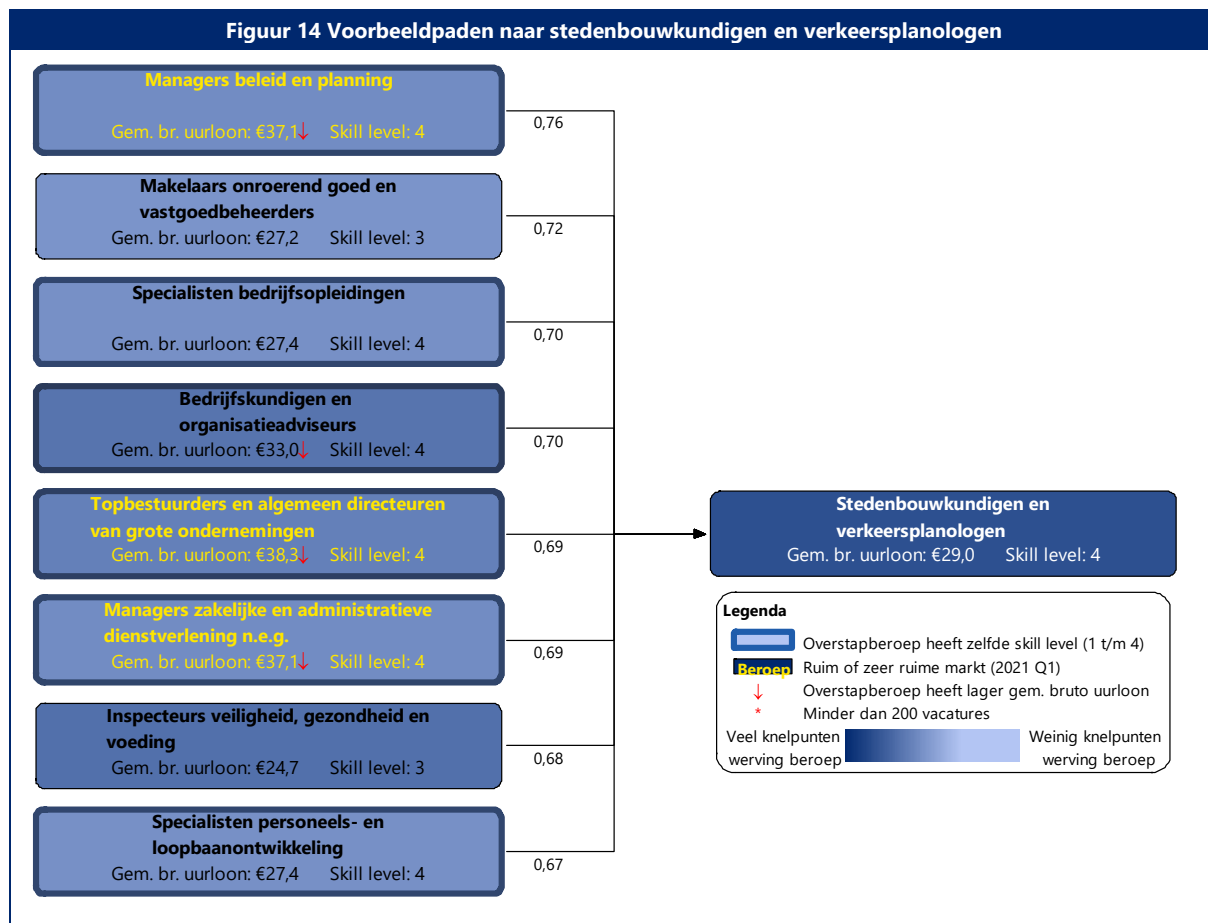 Figuur 14 Voorbeeldpaden naar stedenbouwkundigen en verkeersplanologen
Managers beleid en planning
Gem. br. uurloon: €37,1↓ Skill level: 4
0,76
Makelaars onroerend goed en
vastgoedbeheerders
Gem. br. uurloon: €27,2 Skill level: 3
0,72
Specialisten bedrijfsopleidingen
Gem. br. uurloon: €27,4 Skill level: 4
0,70
Bedrijfskundigen en
organisatieadviseurs
Gem. br. uurloon: €33,0↓ Skill level: 4
0,70
Topbestuurders en algemeen directeuren
van grote ondernemingen
Gem. br. uurloon: €38,3↓ Skill level: 4
0,69
Managers zakelijke en administratieve
dienstverlening n.e.g.
Gem. br. uurloon: €37,1↓ Skill level: 4
0,69
Inspecteurs veiligheid, gezondheid en
voeding
Gem. br. uurloon: €24,7 Skill level: 3
0,68
Specialisten personeels- en
loopbaanontwikkeling
Gem. br. uurloon: €27,4 Skill level: 4
0,67
Stedenbouwkundigen en
verkeersplanologen
Gem. br. uurloon: €29,0 Skill level: 4
Legenda
Overstapberoep heeft zelfde skill level (1 t/m 4)
Beroep Ruim of zeer ruime markt (2021 Q1)
↓ Overstapberoep heeft lager gem. bruto uurloon
* Minder dan 200 vacatures
Veel knelpunten
werving beroep
Weinig knelpunten
werving beroep